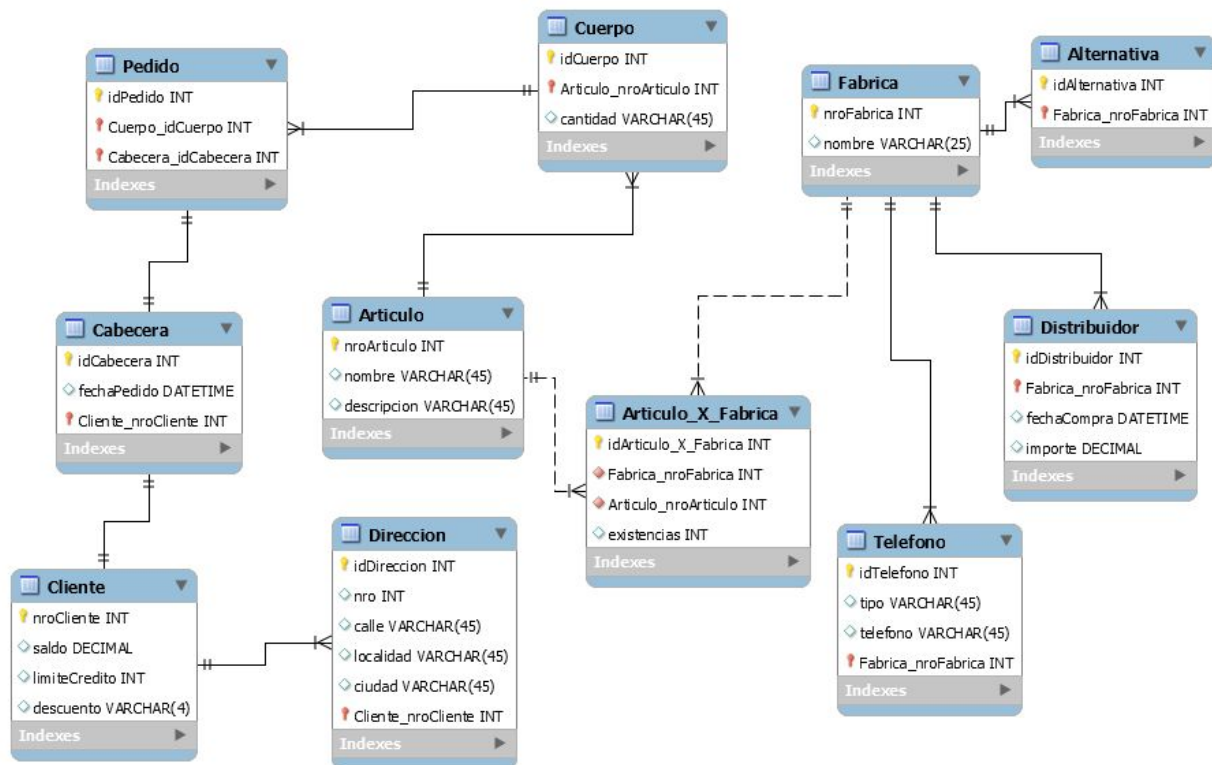 Pedido
idPedido INT
Cuerpo_idCuerpo INT
Cabecera_idCabecera INT
Indexes
Cuerpo
idCuerpo INT
Articulo_nroArticulo INT
cantidad VARCHAR(45)
Indexes
Fabrica
nroFabrica INT
nombre VARCHAR(25)
Indexes
Alternativa
idAlternativa INT
Fabrica_nroFabrica INT
Indexes
Cabecera
idCabecera INT
fechaPedido DATETIME
Cliente_nroCliente INT
Indexes
Articulo
nroArticulo INT
nombre VARCHAR(45)
descripcion VARCHAR(45)
Indexes
Articulo_X_Fabrica
idArticulo_X_Fabrica INT
Fabrica_nroFabrica INT
Articulo_nroArticulo INT
existencias INT
Indexes
Distribuidor
idDistribuidor INT
Fabrica_nroFabrica INT
fechaCompra DATETIME
importe DECIMAL
Indexes
Cliente
nroCliente INT
saldo DECIMAL
limiteCredito INT
descuento VARCHAR(4)
Indexes
Direccion
idDireccion INT
nro INT
calle VARCHAR(45)
localidad VARCHAR(45)
ciudad VARCHAR(45)
Cliente_nroCliente INT
Indexes
Telefono
idTelefono INT
tipo VARCHAR(45)
telefono VARCHAR(45)
Fabrica_nroFabrica INT
Indexes